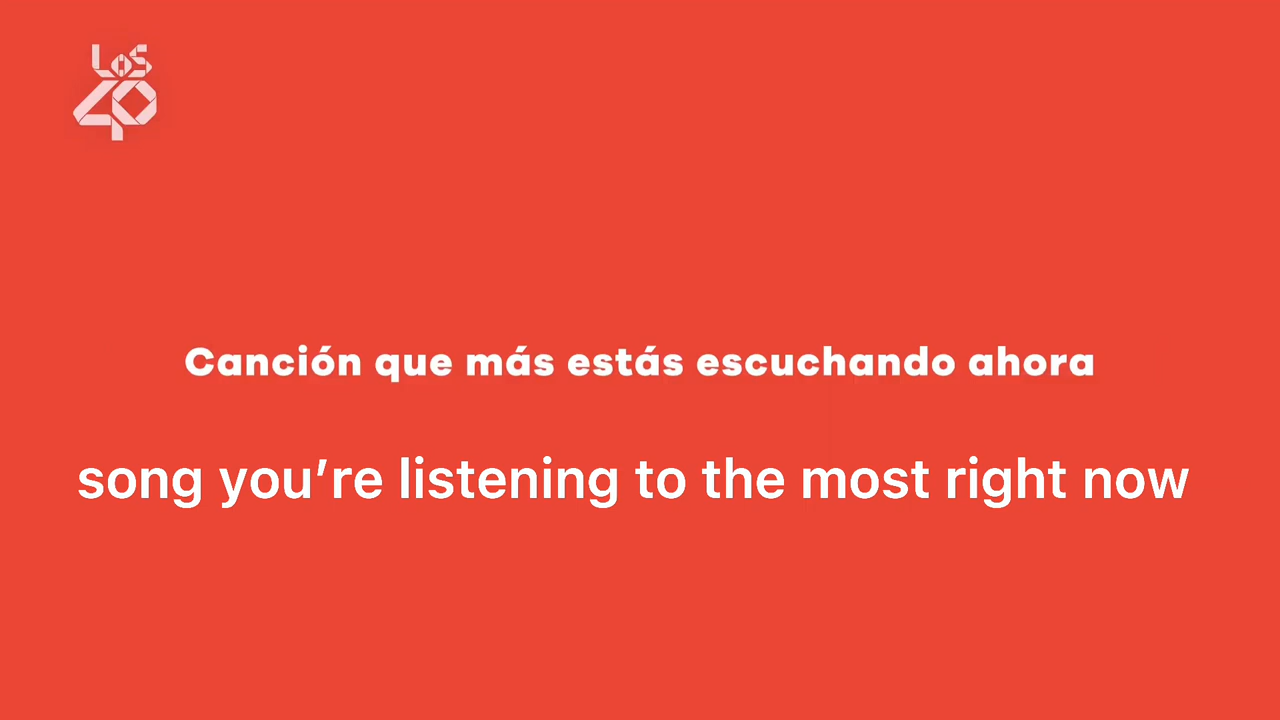 LOS
40
Canción que más estás escuchando ahora
song you’re listening to the most right now